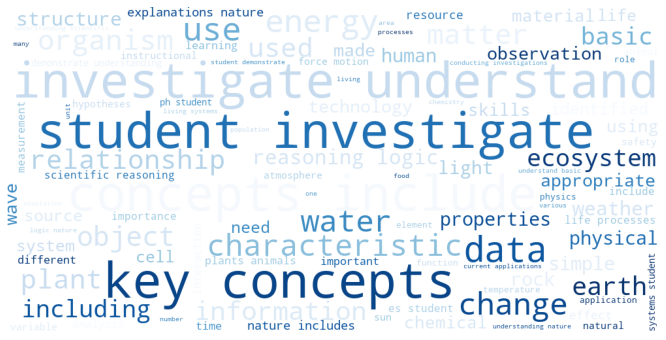 explanations nature
resource
material
life
structure
use
energy
basic
organism
used
made
matter
many
area
processes
learning
human
observation
instructional
demonstrate understanding
student demonstrate
force motion
conducting investigations
role
investigate understand
living
unit
hypotheses
ph student
living systems
technology
chemistry
skills
identified
measurement
student investigate
population
using
safety
relationship
reasoning logic
light
ecosystem
understand basic
scientific reasoning
atmosphere
food
appropriate
concepts include
one
physics
include
various
wave
source
importance
need
water
element
properties
weather
life processes
logic nature
system
object
characteristic
data
physical
different
cell
plants animals
important
function
current applications
simple
plant
key concepts
temperature
rock
earth
including
information
es student
change
application
effect
sun
chemical
variable
number
time
nature includes
understanding nature
natural
systems student